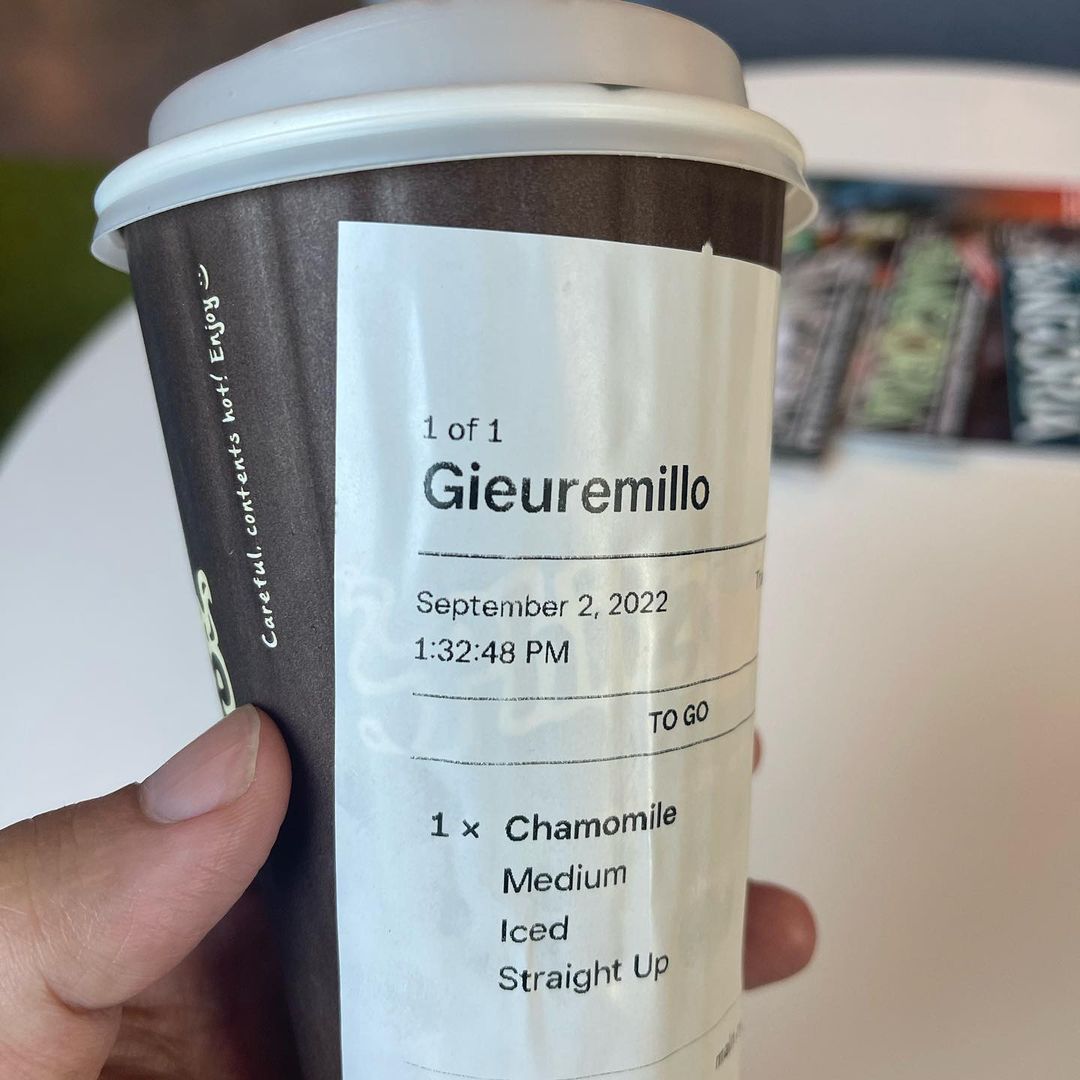 Careful, contents hot! Enjoy
1 of 1
Gieuremillo
September 2, 2022
1:32:48 PM
TO GO
1 x Chamomile
Medium
Iced
Straight Up